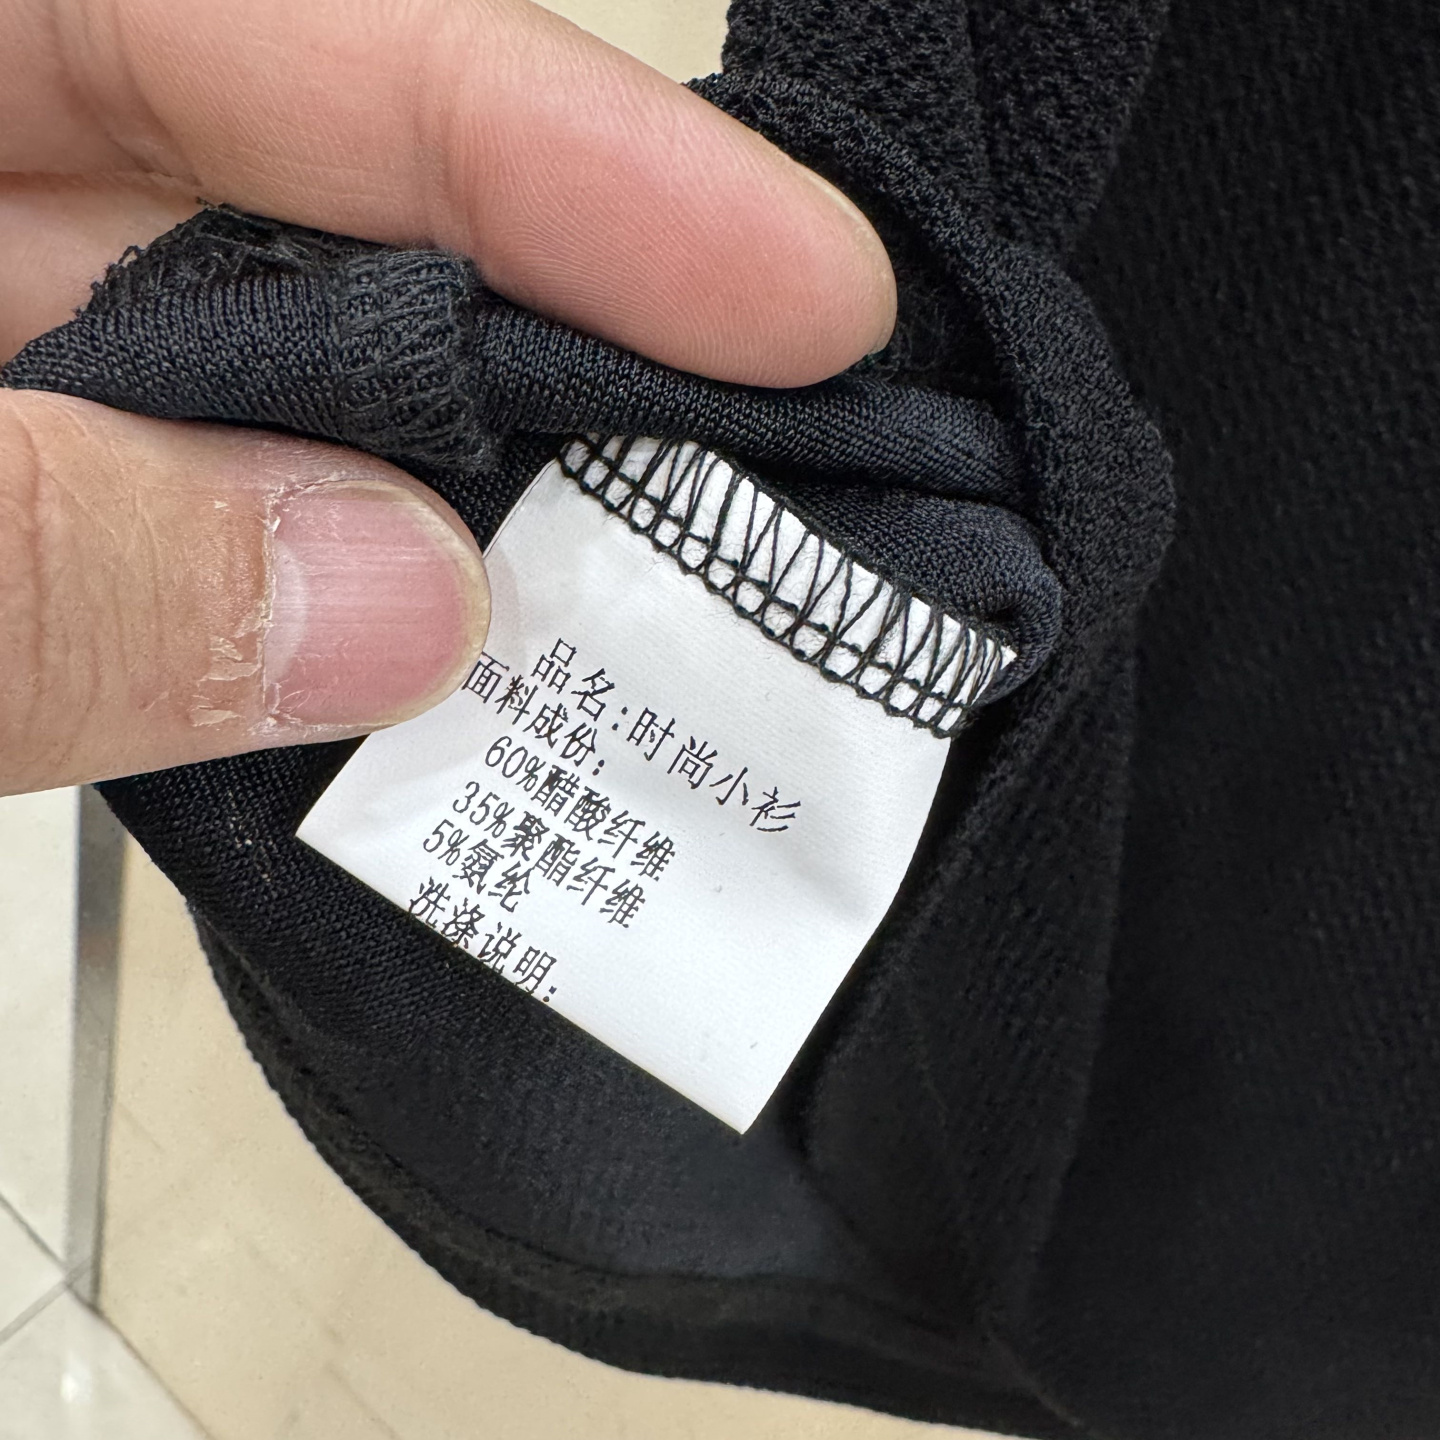 品名:时尚小衫
面料成份:
60%醋酸纤维
35%聚酯纤维
5%氨纶
洗涤说明: